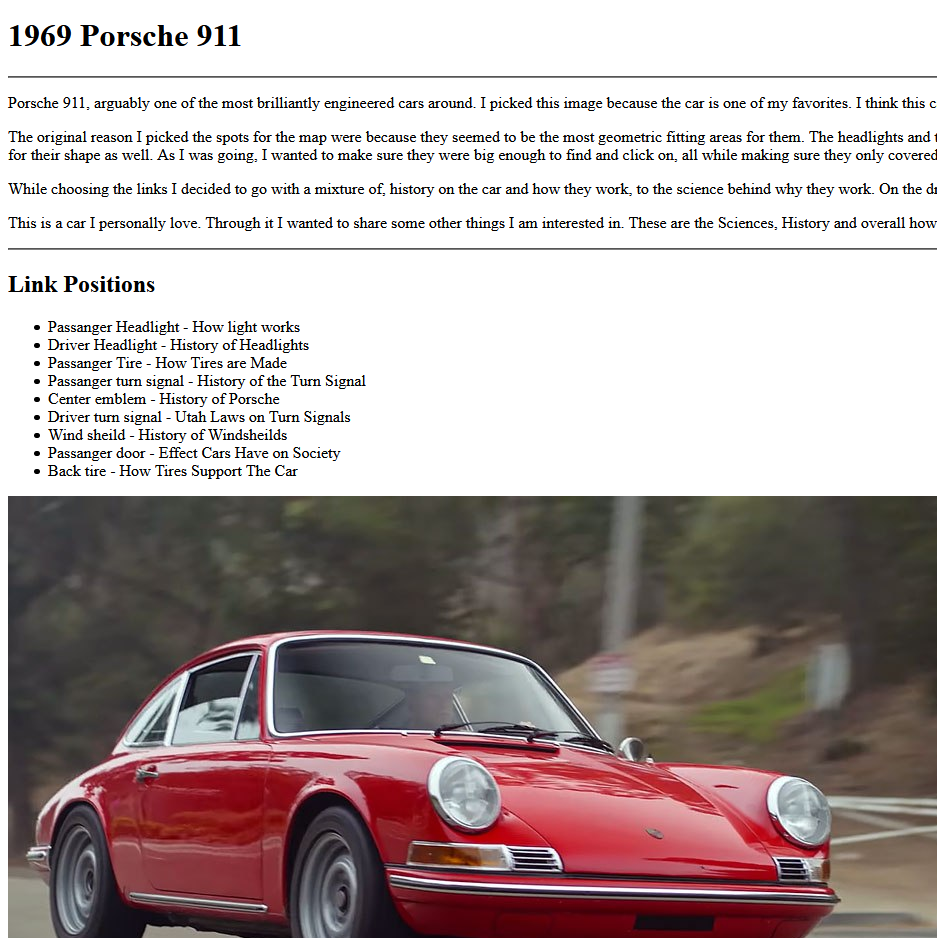 1969 Porsche 911
Porsche 911, arguably one of the most brilliantly engineered cars around. I picked this image because the car is one of my favorites. I think this c
The original reason I picked the spots for the map were because they seemed to be the most geometric fitting areas for them. The headlights and t
for their shape as well. As I was going, I wanted to make sure they were big enough to find and click on, all while making sure they only covered
While choosing the links I decided to go with a mixture of, history on the car and how they work, to the science behind why they work. On the dr
This is a car I personally love. Through it I wanted to share some other things I am interested in. These are the Sciences, History and overall how
Link Positions
Passanger Headlight - How light works
Driver Headlight - History of Headlights
Passanger Tire - How Tires are Made
Passanger turn signal - History of the Turn Signal
Center emblem - History of Porsche
Driver turn signal - Utah Laws on Turn Signals
Wind sheild - History of Windsheilds
Passanger door - Effect Cars Have on Society
Back tire - How Tires Support The Car